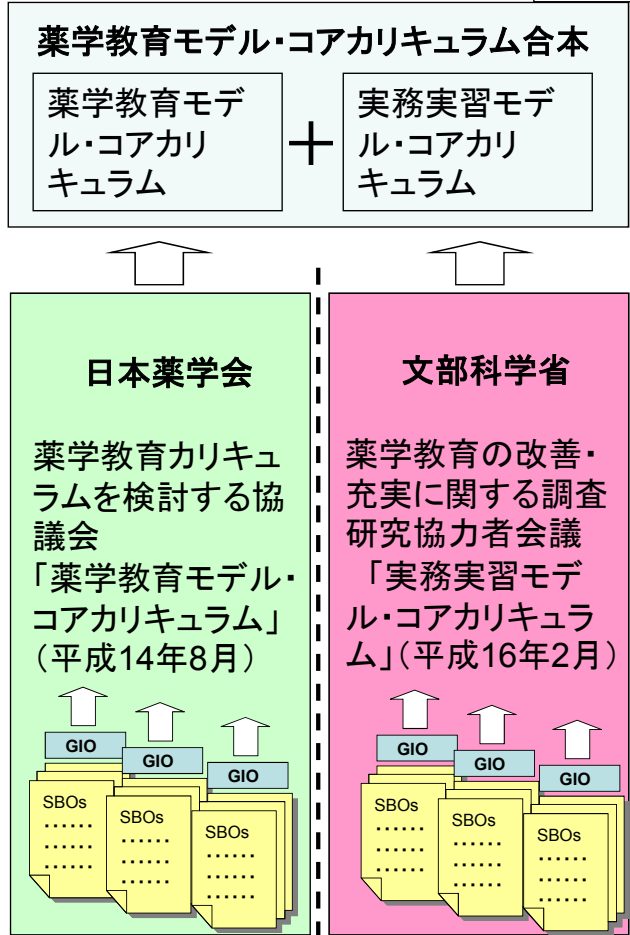 薬学教育モデル・コアカリキュラム合本
薬学教育モデ
ル・コアカリ
キュラム
＋
実務実習モデ
ル・コアカリ
キュラム
日本薬学会
薬学教育カリキュ
ラムを検討する協
議会
「薬学教育モデル・
コアカリキュラム」
（平成14年8月）
GIO
GIO
GIO
SBOs
……
……
……
SBOs
……
……
……
SBOs
……
……
……
文部科学省
薬学教育の改善・
充実に関する調査
研究協力者会議
「実務実習モデ
ル・コアカリキュラ
ム」（平成16年2月）
GIO
GIO
GIO
SBOs
……
……
……
SBOs
……
……
……
SBOs
……
……
……